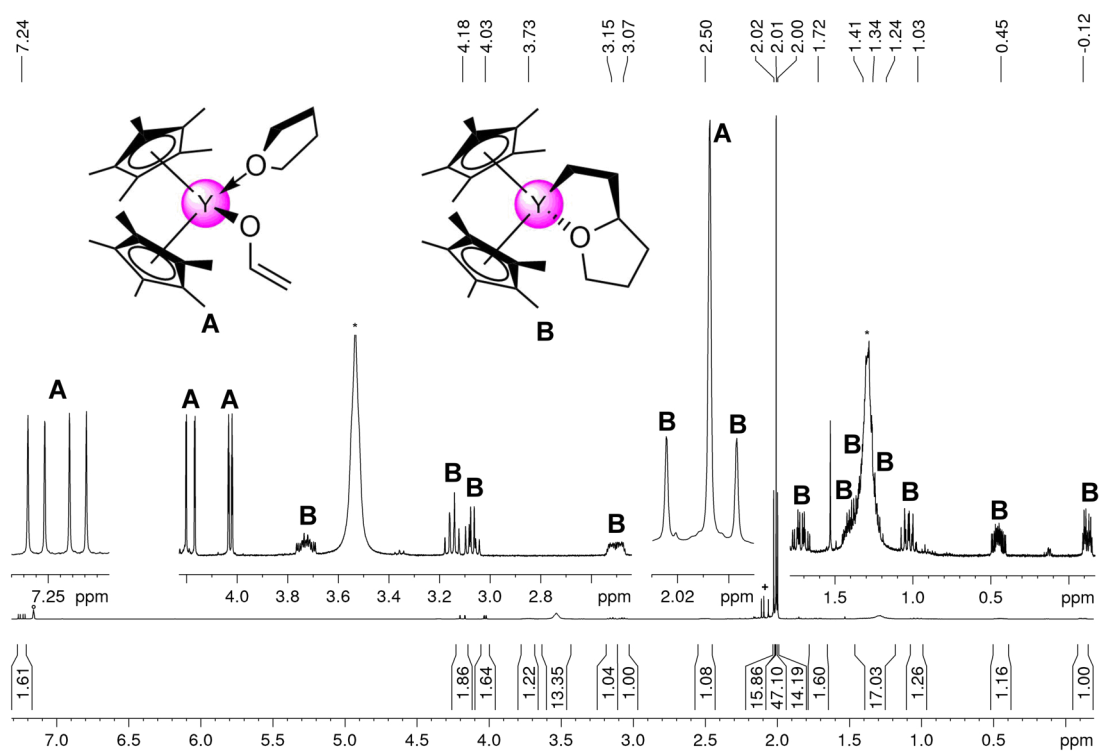 7.24 4.18 4.03 3.73 3.15 3.07 2.50 2.02 2.01 2.00 1.72 1.41 1.34 1.24 1.03 0.45 -0.12
Y O O
A
Y O
B
A
A A B * B B B
B A B
B B B * B B B B
7.25 ppm
4.0 3.8 3.6 3.4 3.2 3.0 2.8 ppm
2.02 ppm
1.5 1.0 0.5 ppm
° +
1.61 1.86 1.64 1.22 13.35 1.04 1.00 1.08 15.86 47.10 14.19 1.60 17.03 1.26 1.16 1.00
7.0 6.5 6.0 5.5 5.0 4.5 4.0 3.5 3.0 2.5 2.0 1.5 1.0 0.5 0.0 ppm